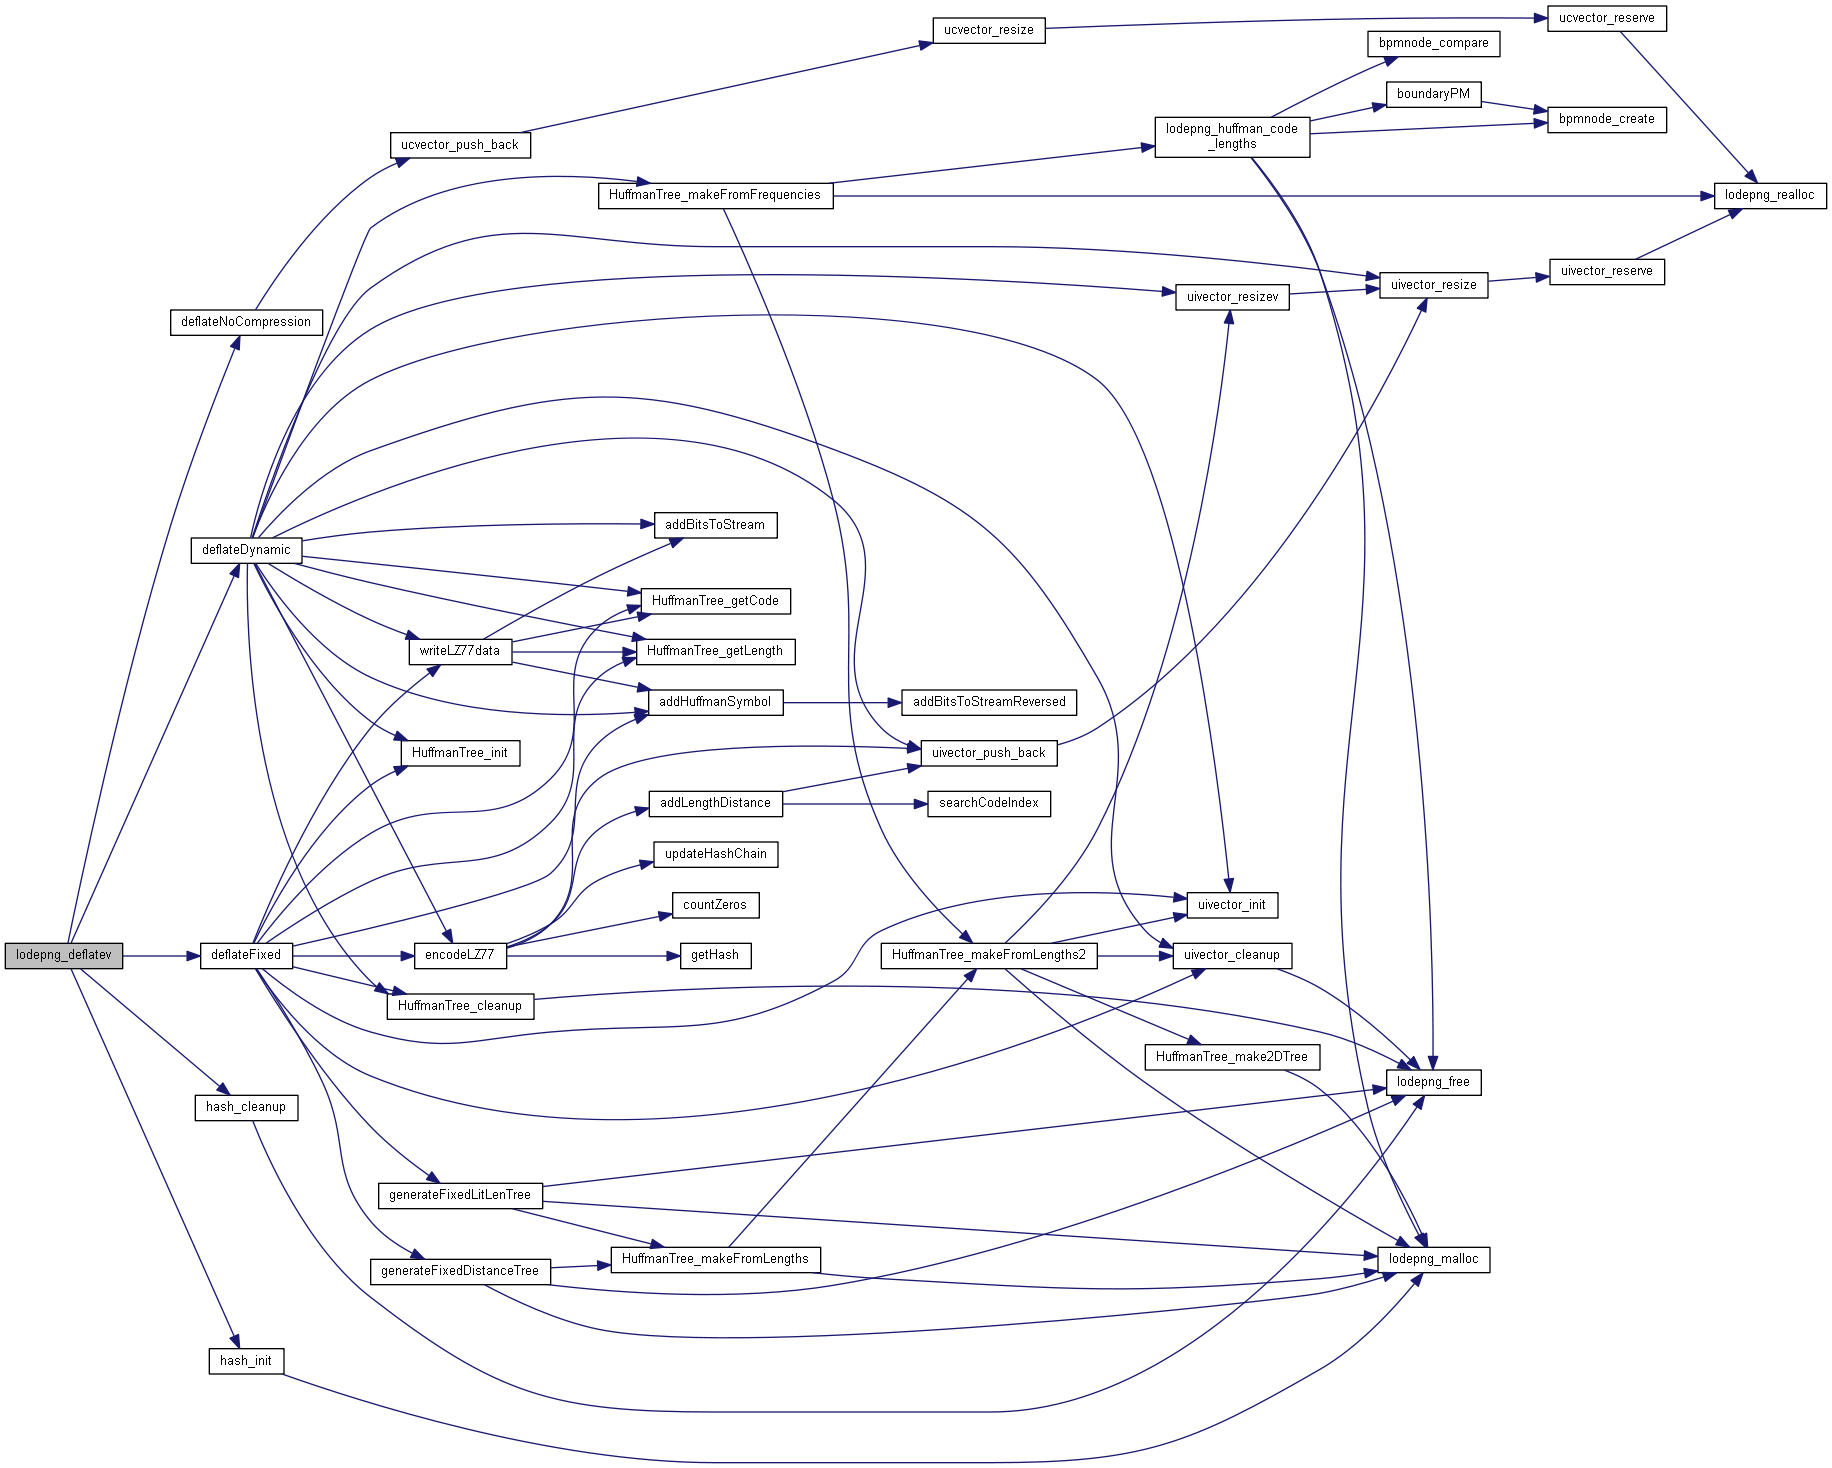 ucvector_reserve
ucvector_resize
bpmnode_compare
boundaryPM
bpmnode_create
lodepng_huffman_code
_lengths
ucvector_push_back
HuffmanTree_makeFromFrequencies
lodepng_realloc
uivector_reserve
uivector_resize
uivector_resizev
deflateNoCompression
addBitsToStream
deflateDynamic
HuffmanTree_getCode
writeLZ77data
HuffmanTree_getLength
addHuffmanSymbol
addBitsToStreamReversed
HuffmanTree_init
uivector_push_back
addLengthDistance
searchCodeIndex
updateHashChain
countZeros
uivector_init
lodepng_deflatev
deflateFixed
encodeLZ77
getHash
HuffmanTree_makeFromLengths2
uivector_cleanup
HuffmanTree_cleanup
HuffmanTree_make2DTree
lodepng_free
hash_cleanup
generateFixedLitLenTree
HuffmanTree_makeFromLengths
lodepng_malloc
generateFixedDistanceTree
hash_init